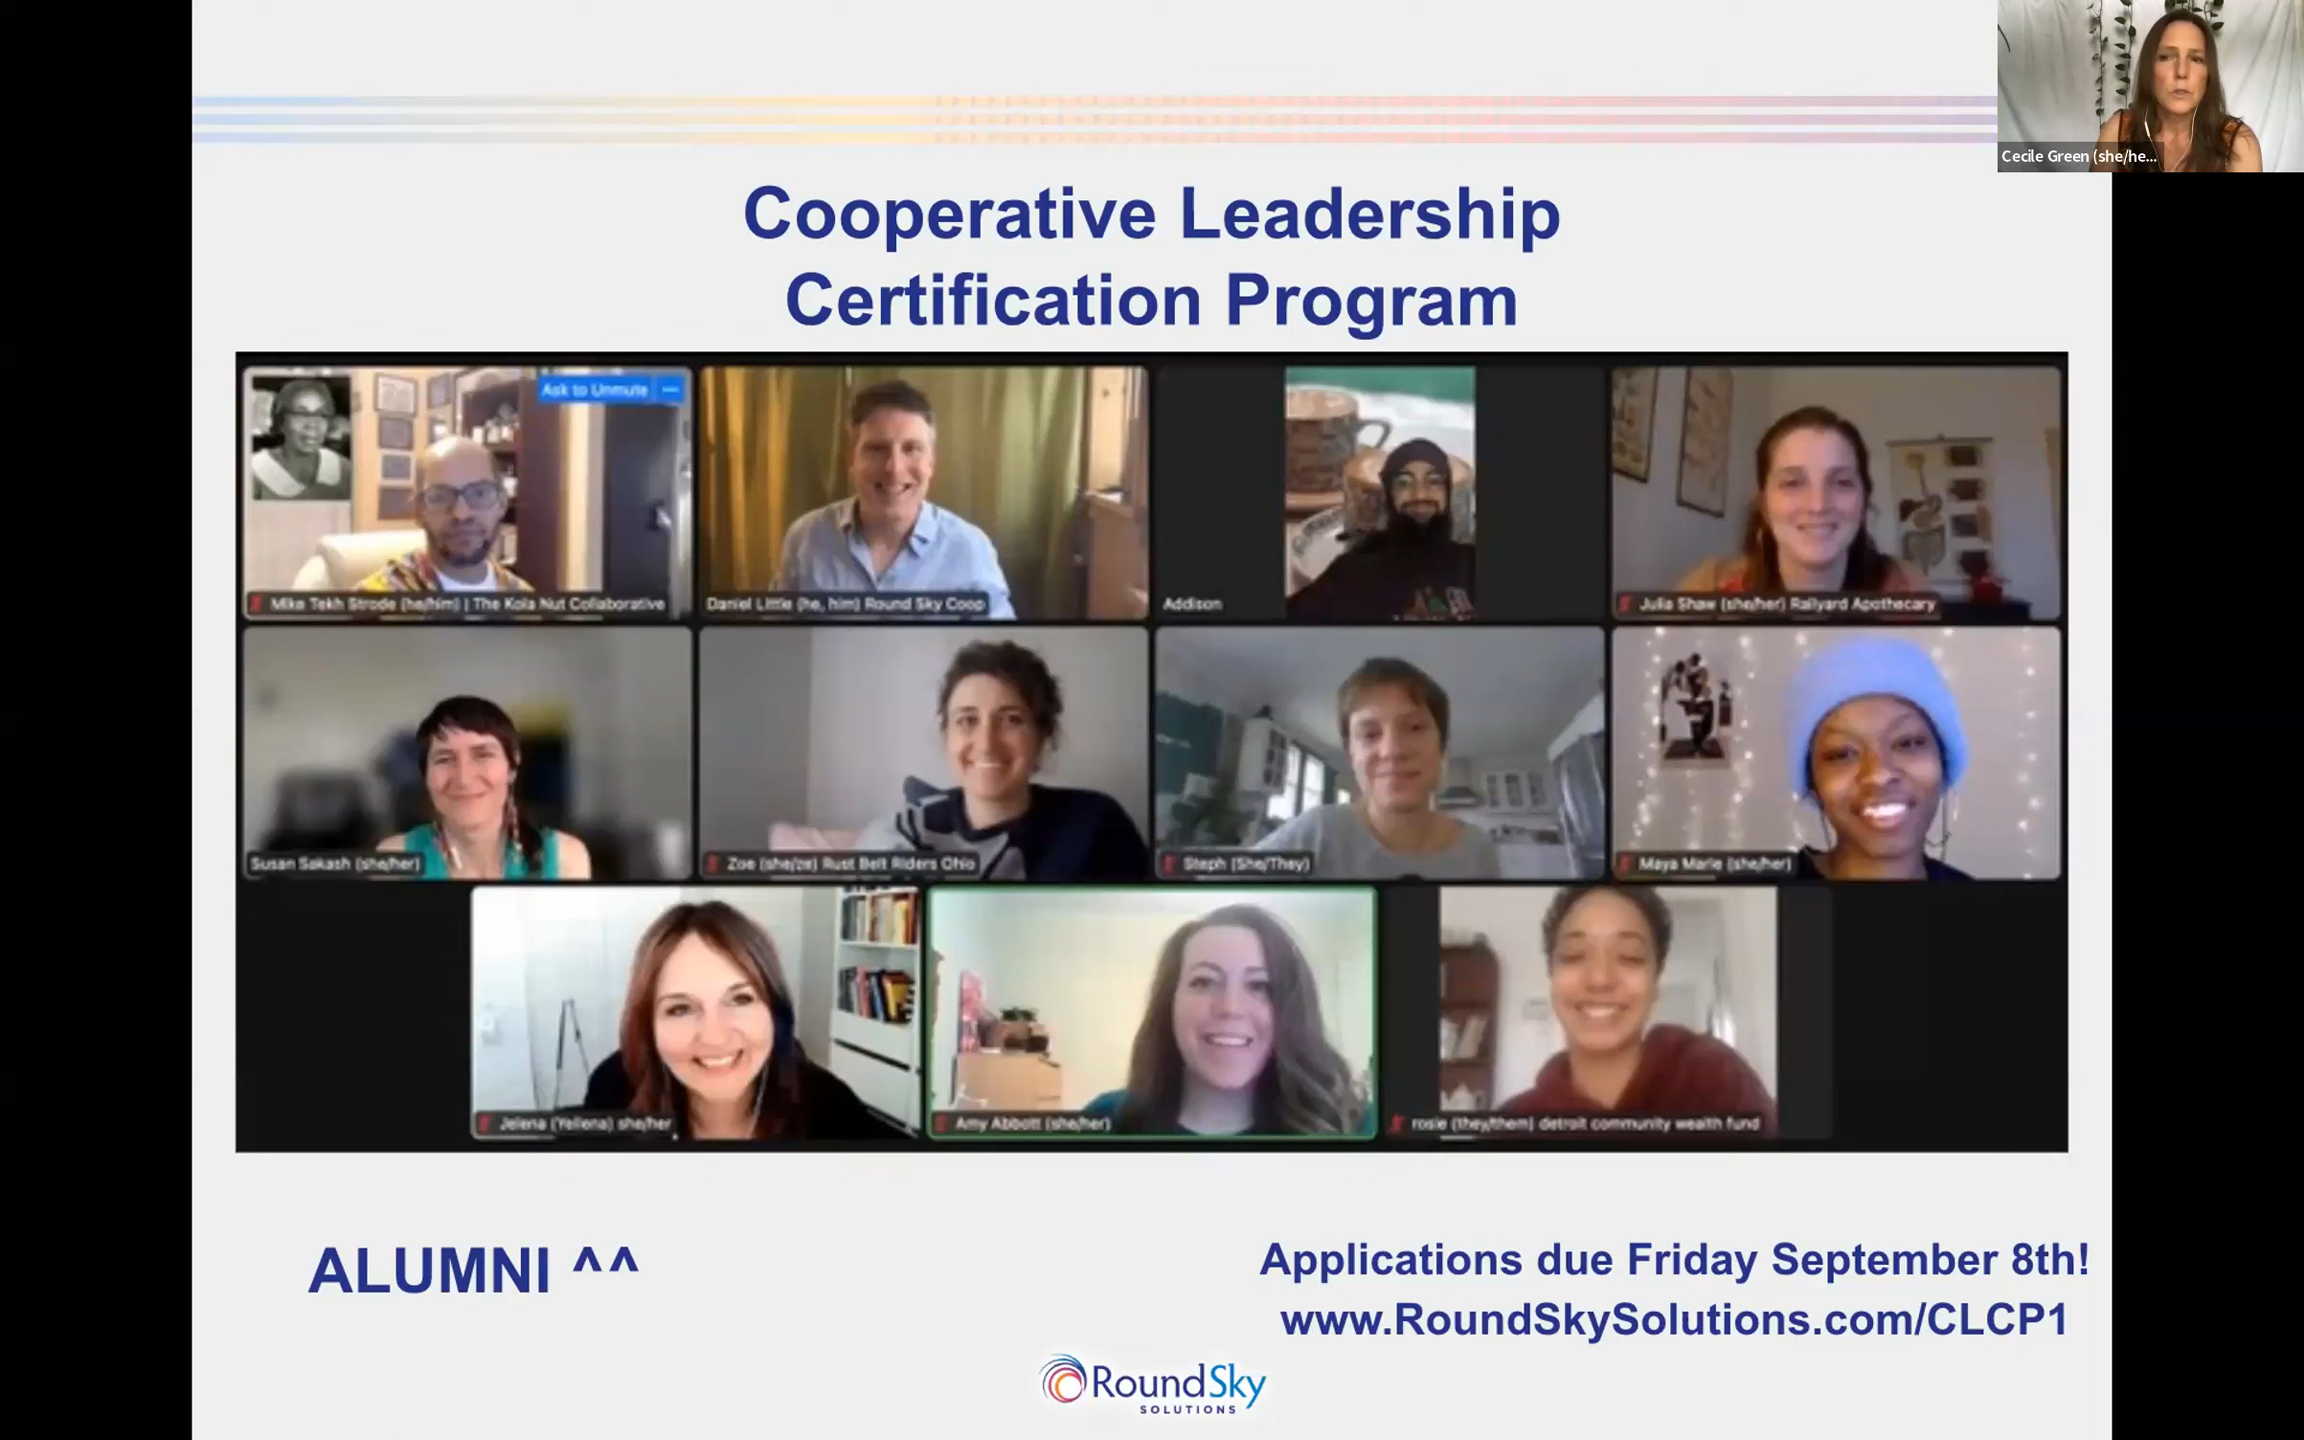 Cecile Green (she/he...
Cooperative Leadership
Certification Program
Ask to Unmute
Mike Tekh Strode (he/him) | The Kola Nut Collaborative
Daniel Little (he, him) Round Sky Coop
Addison
Julia Shaw (she/her) Railyard Apothecary
Susan Sakash (she/her)
Zoe (she/ze) Rust Belt Riders Ohio
Steph (She/They)
Maya Marie (she/her)
Jelena (Yellena) she/her
Amy Abbott (she/her)
rosie (they/them) detroit community wealth fund
ALUMNI ^^
Applications due Friday September 8th!
www.RoundSkySolutions.com/CLCP1
RoundSky
SOLUTIONS